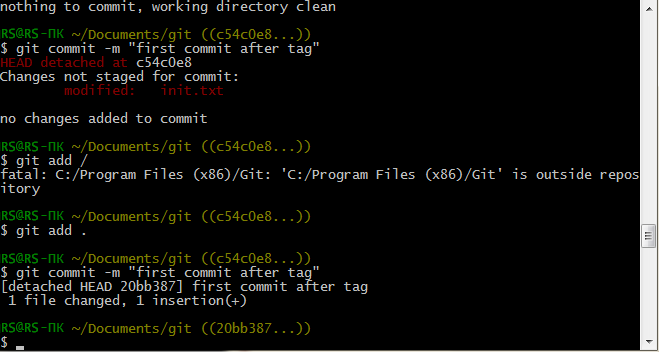 nothing to commit, working directory clean
RS@RS-ПК ~/Documents/git ((c54c0e8...))
$ git commit -m "first commit after tag"
HEAD detached at c54c0e8
Changes not staged for commit:
        modified:   init.txt
no changes added to commit
RS@RS-ПК ~/Documents/git ((c54c0e8...))
$ git add /
fatal: C:/Program Files (x86)/Git: 'C:/Program Files (x86)/Git' is outside repos
itory
RS@RS-ПК ~/Documents/git ((c54c0e8...))
$ git add .
RS@RS-ПК ~/Documents/git ((c54c0e8...))
$ git commit -m "first commit after tag"
[detached HEAD 20bb387] first commit after tag
 1 file changed, 1 insertion(+)
RS@RS-ПК ~/Documents/git ((20bb387...))
$